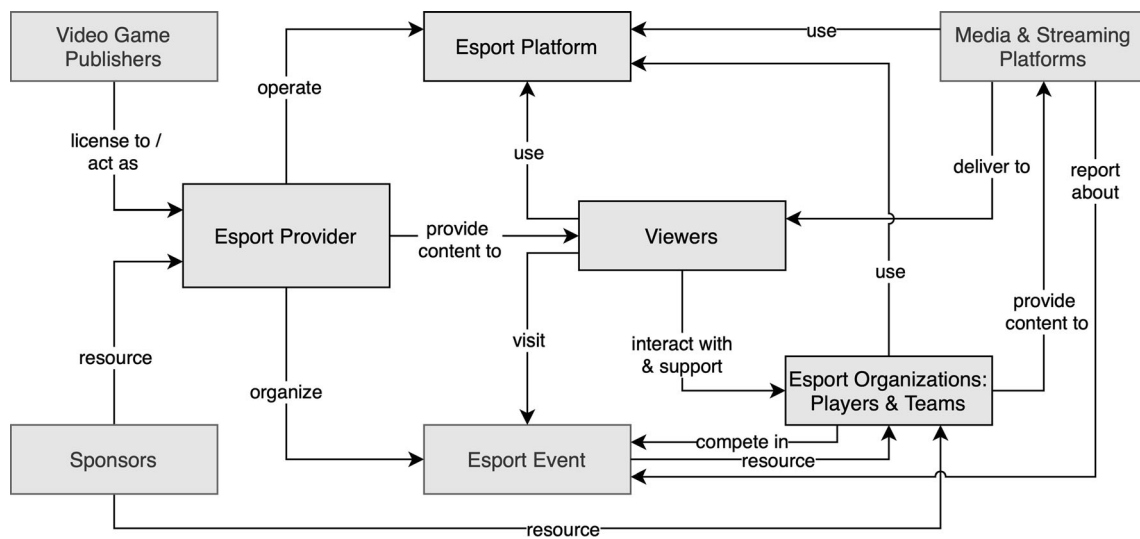 Video Game
Publishers
Esport Platform
use
Media & Streaming
Platforms
operate
license to /
act as
use
deliver to
report
about
Esport Provider
provide
content to
Viewers
use
provide
content to
resource
visit
interact with
& support
organize
Esport Organizations:
Players & Teams
Sponsors
Esport Event
compete in
resource
resource